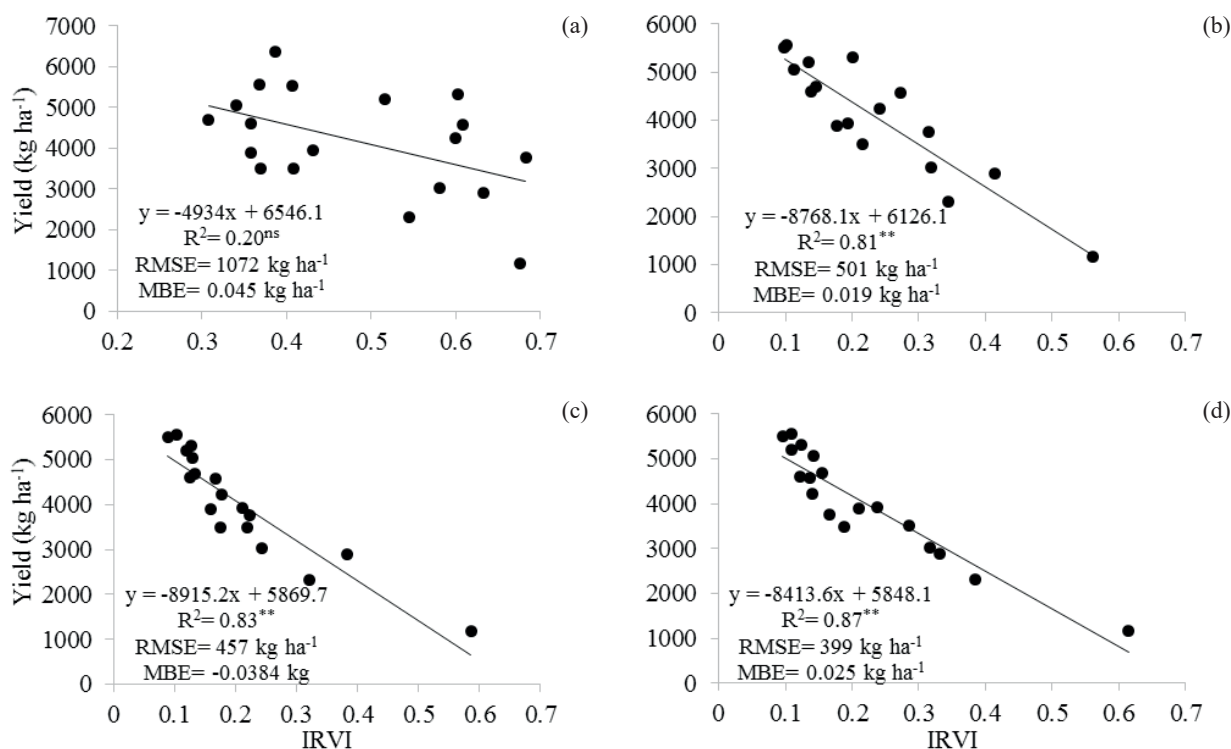 (a)
7000
6000
5000
4000
3000
2000
1000
0
Yield (kg ha-1)
y = -4934x + 6546.1
R2= 0.20ns
RMSE= 1072 kg ha-1
MBE= 0.045 kg ha-1
0.2 0.3 0.4 0.5 0.6 0.7
(b)
6000
5000
4000
3000
2000
1000
0
y = -8768.1x + 6126.1
R2= 0.81**
RMSE= 501 kg ha-1
MBE= 0.019 kg ha-1
0 0.1 0.2 0.3 0.4 0.5 0.6 0.7
(c)
6000
5000
4000
3000
2000
1000
0
Yield (kg ha-1)
y = -8915.2x + 5869.7
R2= 0.83**
RMSE= 457 kg ha-1
MBE= -0.0384 kg
0 0.1 0.2 0.3 0.4 0.5 0.6 0.7
IRVI
(d)
6000
5000
4000
3000
2000
1000
0
y = -8413.6x + 5848.1
R2= 0.87**
RMSE= 399 kg ha-1
MBE= 0.025 kg ha-1
0 0.1 0.2 0.3 0.4 0.5 0.6 0.7
IRVI